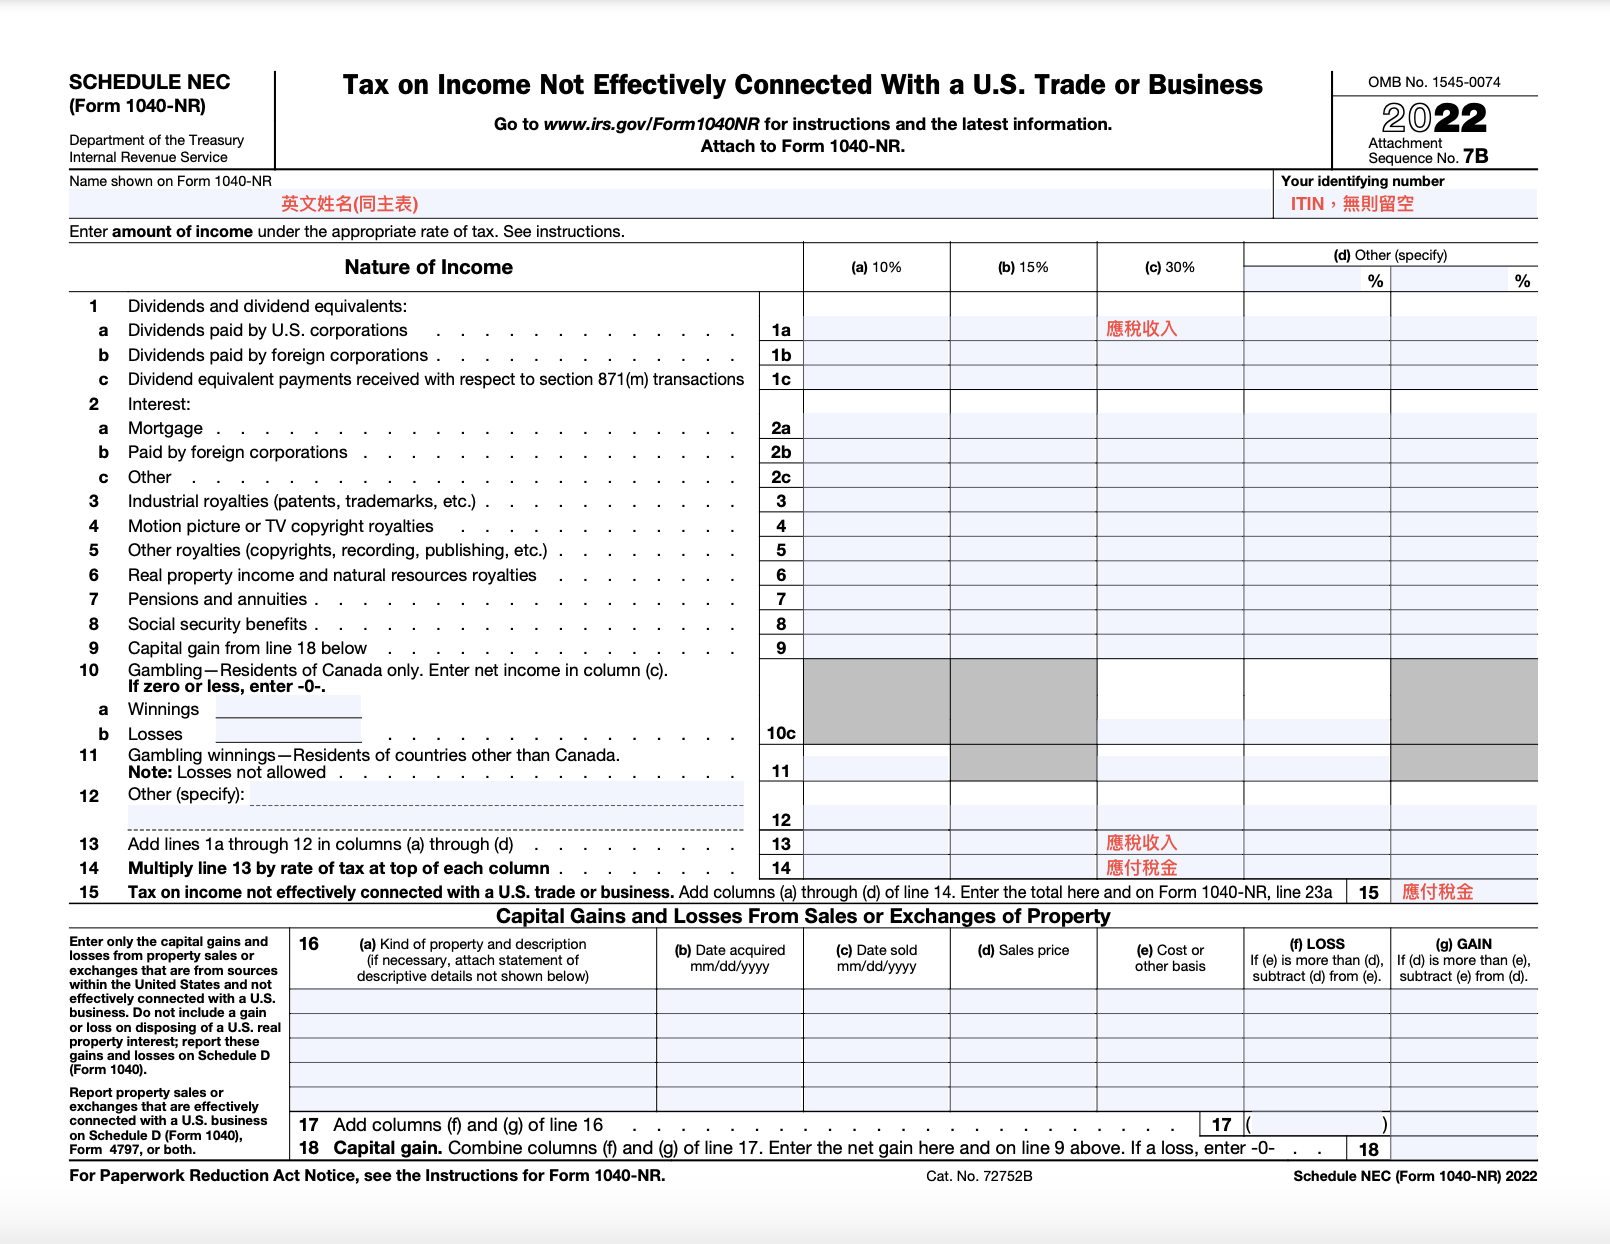 SCHEDULE NEC
(Form 1040-NR)
Department of the Treasury
Internal Revenue Service
Tax on Income Not Effectively Connected With a U.S. Trade or Business
Go to www.irs.gov/Form1040NR for instructions and the latest information.
Attach to Form 1040-NR.
OMB No. 1545-0074
2022
Attachment
Sequence No. 7B
Name shown on Form 1040-NR
英文姓名(同主表)
Your identifying number
ITIN，無則留空
Enter amount of income under the appropriate rate of tax. See instructions.
Nature of Income
(a) 10%
(b) 15%
(c) 30%
(d) Other (specify)
% %
1 Dividends and dividend equivalents:
a Dividends paid by U.S. corporations . . . . . . . . . . . . . 1a 應稅收入
b Dividends paid by foreign corporations . . . . . . . . . . . . . 1b
c Dividend equivalent payments received with respect to section 871(m) transactions 1c
2 Interest:
a Mortgage . . . . . . . . . . . . . . . . . . . . . . 2a
b Paid by foreign corporations . . . . . . . . . . . . . . . . 2b
c Other . . . . . . . . . . . . . . . . . . . . . . . 2c
3 Industrial royalties (patents, trademarks, etc.) . . . . . . . . . . . 3
4 Motion picture or TV copyright royalties . . . . . . . . . . . . 4
5 Other royalties (copyrights, recording, publishing, etc.) . . . . . . . . 5
6 Real property income and natural resources royalties . . . . . . . . 6
7 Pensions and annuities . . . . . . . . . . . . . . . . . . 7
8 Social security benefits . . . . . . . . . . . . . . . . . . 8
9 Capital gain from line 18 below . . . . . . . . . . . . . . . 9
10 Gambling—Residents of Canada only. Enter net income in column (c).
If zero or less, enter -0-.
a Winnings
b Losses . . . . . . . . . . . . . . . 10c
11 Gambling winnings—Residents of countries other than Canada.
Note: Losses not allowed . . . . . . . . . . . . . . . . . 11
12 Other (specify):
12
13 Add lines 1a through 12 in columns (a) through (d) . . . . . . . . . 13 應稅收入
14 Multiply line 13 by rate of tax at top of each column . . . . . . . . 14 應付稅金
15 Tax on income not effectively connected with a U.S. trade or business. Add columns (a) through (d) of line 14. Enter the total here and on Form 1040-NR, line 23a 15 應付稅金
Capital Gains and Losses From Sales or Exchanges of Property
Enter only the capital gains and
losses from property sales or
exchanges that are from sources
within the United States and not
effectively connected with a U.S.
business. Do not include a gain
or loss on disposing of a U.S. real
property interest; report these
gains and losses on Schedule D
(Form 1040).
Report property sales or
exchanges that are effectively
connected with a U.S. business
on Schedule D (Form 1040),
Form 4797, or both.
16 (a) Kind of property and description
(if necessary, attach statement of
descriptive details not shown below)
(b) Date acquired
mm/dd/yyyy
(c) Date sold
mm/dd/yyyy
(d) Sales price
(e) Cost or
other basis
(f) LOSS
If (e) is more than (d),
subtract (d) from (e).
(g) GAIN
If (d) is more than (e),
subtract (e) from (d).
17 Add columns (f) and (g) of line 16 . . . . . . . . . . . . . . . . . . . . . . . 17 ( )
18 Capital gain. Combine columns (f) and (g) of line 17. Enter the net gain here and on line 9 above. If a loss, enter -0- . . 18
For Paperwork Reduction Act Notice, see the Instructions for Form 1040-NR.
Cat. No. 72752B
Schedule NEC (Form 1040-NR) 2022